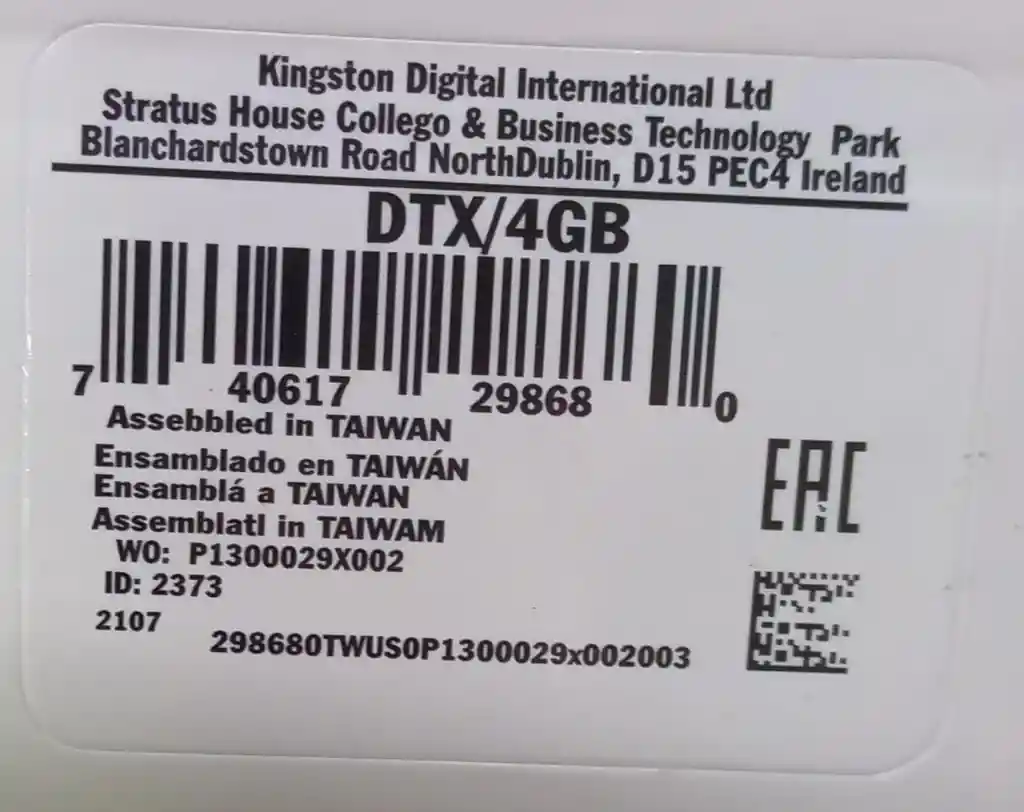 Kingston Digital International Ltd
Stratus House Collego & Business Technology Park
Blanchardstown Road NorthDublin, D15 PEC4 Ireland
DTX/4GB
7 40617 29868 0
Assebbled in TAIWAN
Ensamblado en TAIWÁN
Ensamblá a TAIWAN
Assemblatl in TAIWAM
EAC
WO: P1300029X002
ID: 2373
2107
298680TWUS0P1300029x002003